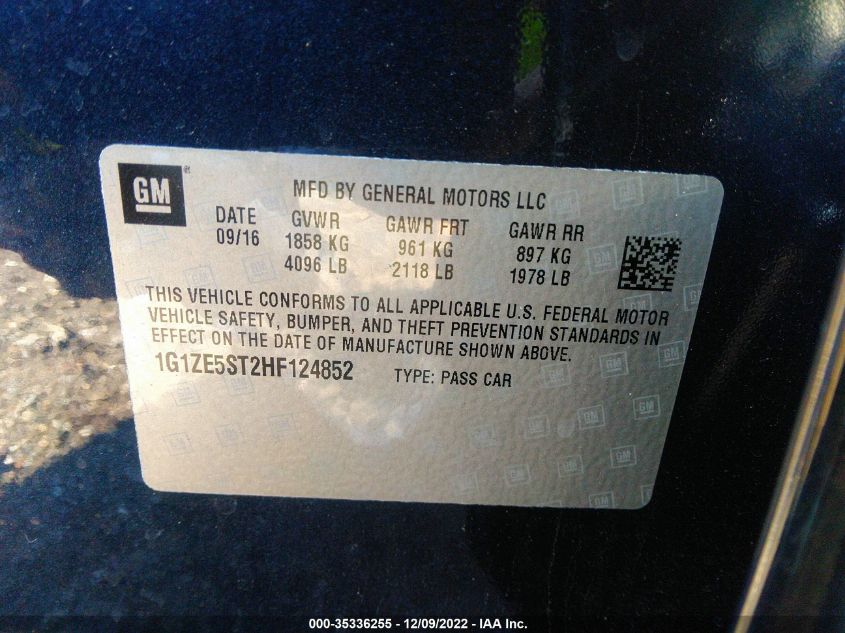 GM
MFD BY GENERAL MOTORS LLC
DATE GVWR GAWR FRT GAWR RR
09/16 1858 KG 961 KG 897 KG
4096 LB 2118 LB 1978 LB
THIS VEHICLE CONFORMS TO ALL APPLICABLE U.S. FEDERAL MOTOR
VEHICLE SAFETY, BUMPER, AND THEFT PREVENTION STANDARDS IN
EFFECT ON THE DATE OF MANUFACTURE SHOWN ABOVE.
1G1ZE5ST2HF124852 TYPE: PASS CAR
000-35336255 - 12/09/2022 - IAA Inc.